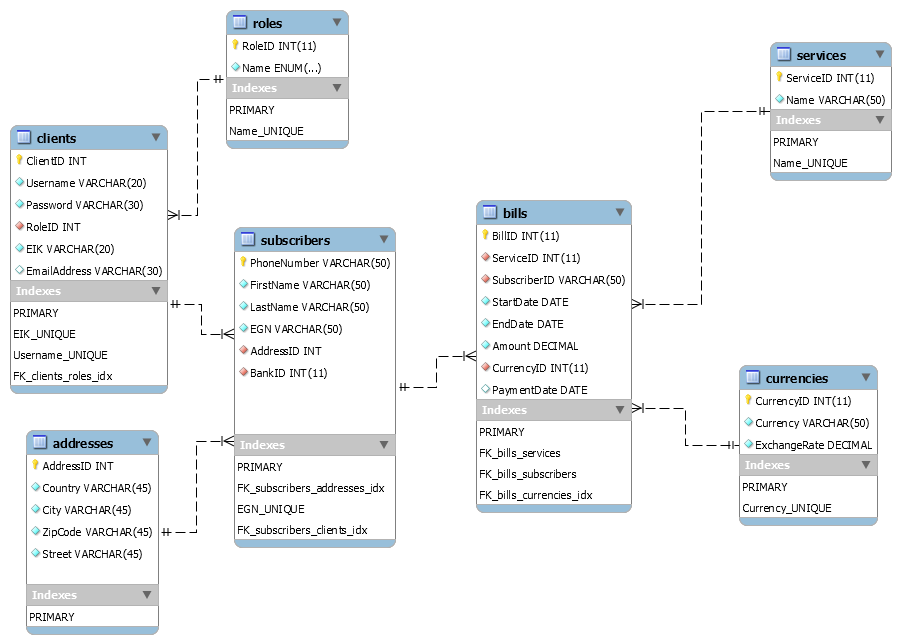 roles
RoleID INT(11)
Name ENUM(...)
Indexes
PRIMARY
Name_UNIQUE
services
ServiceID INT(11)
Name VARCHAR(50)
Indexes
PRIMARY
Name_UNIQUE
clients
ClientID INT
Username VARCHAR(20)
Password VARCHAR(30)
RoleID INT
EIK VARCHAR(20)
EmailAddress VARCHAR(30)
Indexes
PRIMARY
EIK_UNIQUE
Username_UNIQUE
FK_clients_roles_idx
subscribers
PhoneNumber VARCHAR(50)
FirstName VARCHAR(50)
LastName VARCHAR(50)
EGN VARCHAR(50)
AddressID INT
BankID INT(11)
Indexes
PRIMARY
FK_subscribers_addresses_idx
EGN_UNIQUE
FK_subscribers_clients_idx
bills
BillID INT(11)
ServiceID INT(11)
SubscriberID VARCHAR(50)
StartDate DATE
EndDate DATE
Amount DECIMAL
CurrencyID INT(11)
PaymentDate DATE
Indexes
PRIMARY
FK_bills_services
FK_bills_subscribers
FK_bills_currencies_idx
currencies
CurrencyID INT(11)
Currency VARCHAR(50)
ExchangeRate DECIMAL
Indexes
PRIMARY
Currency_UNIQUE
addresses
AddressID INT
Country VARCHAR(45)
City VARCHAR(45)
ZipCode VARCHAR(45)
Street VARCHAR(45)
Indexes
PRIMARY